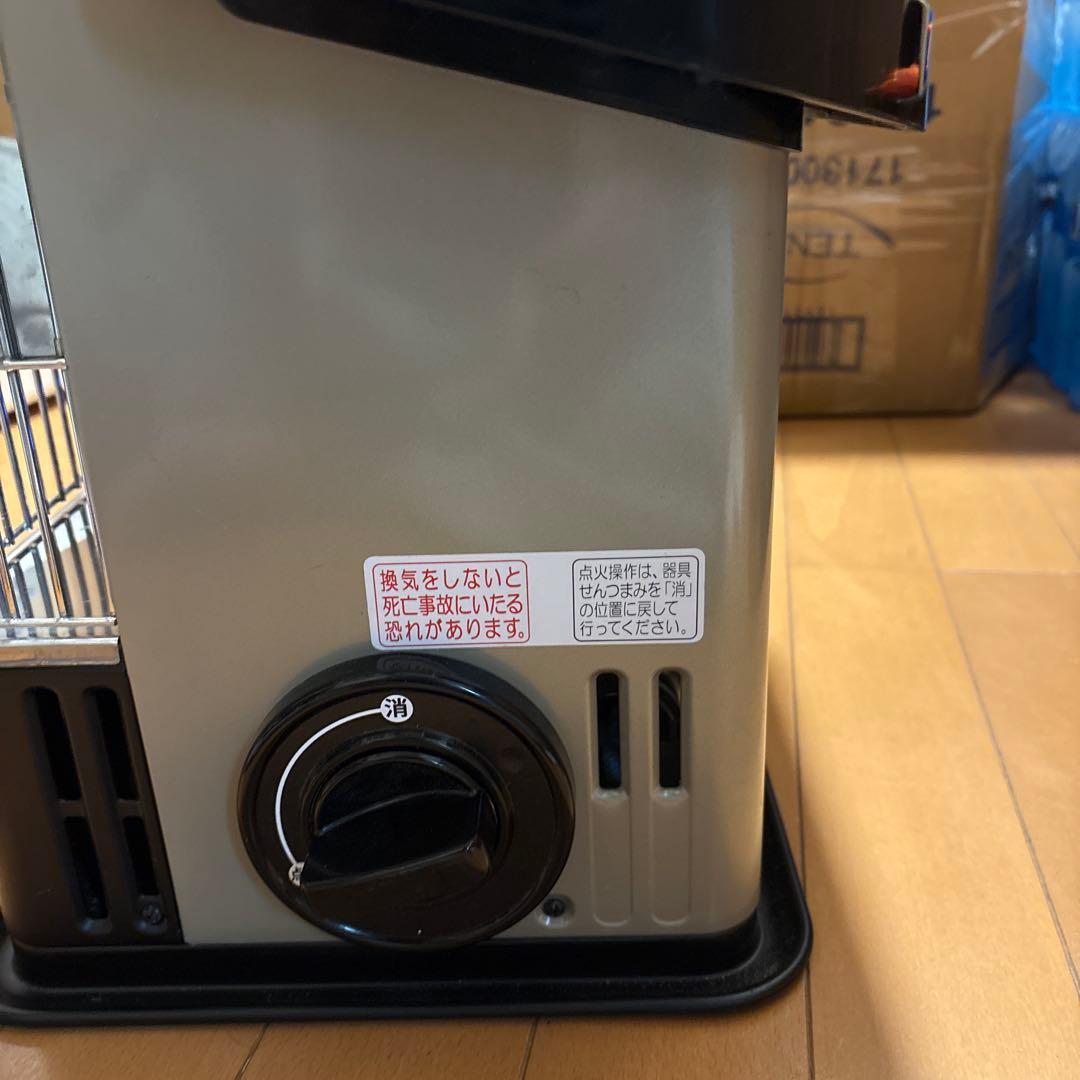 換気をしないと
死亡事故にいたる
恐れがあります。
点火操作は、器具
せんつまみを「消」
の位置に戻して
行ってください。
消
171300
TEN